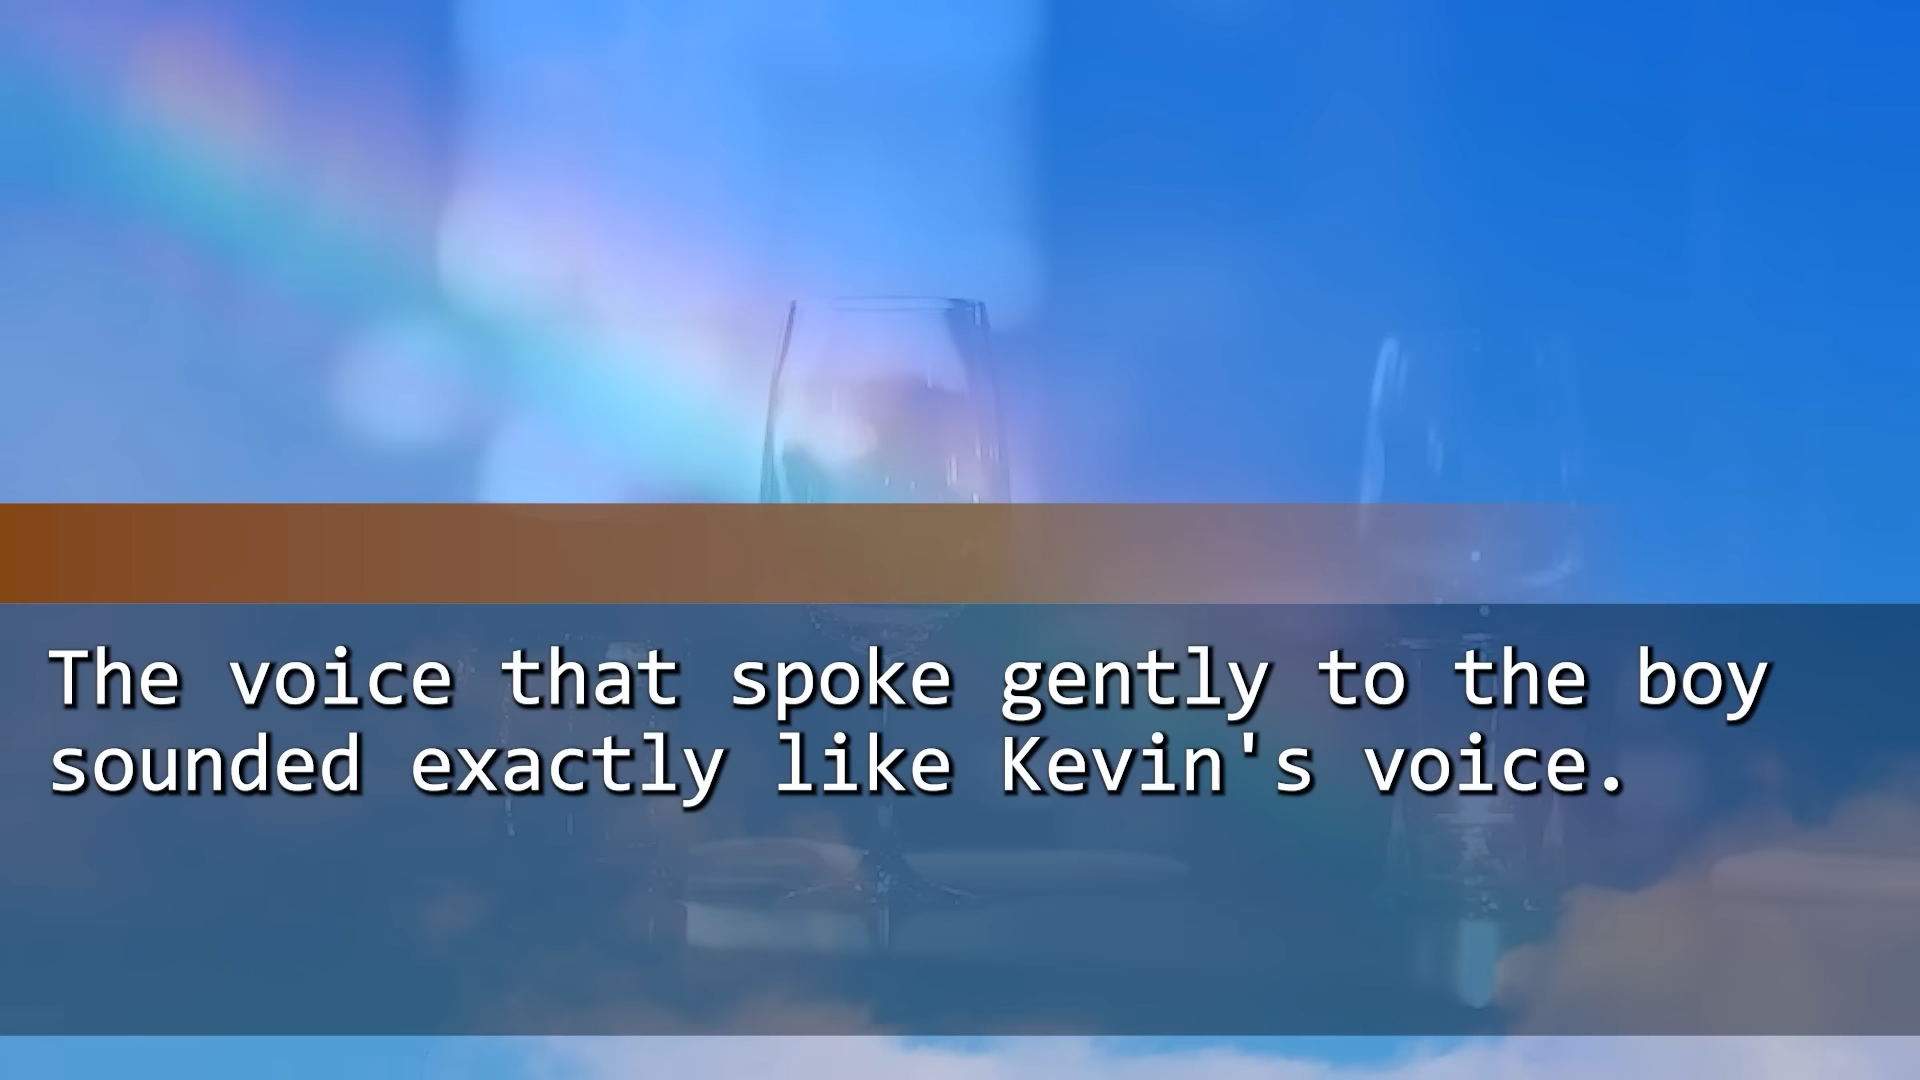 The voice that spoke gently to the boy
sounded exactly like Kevin's voice.